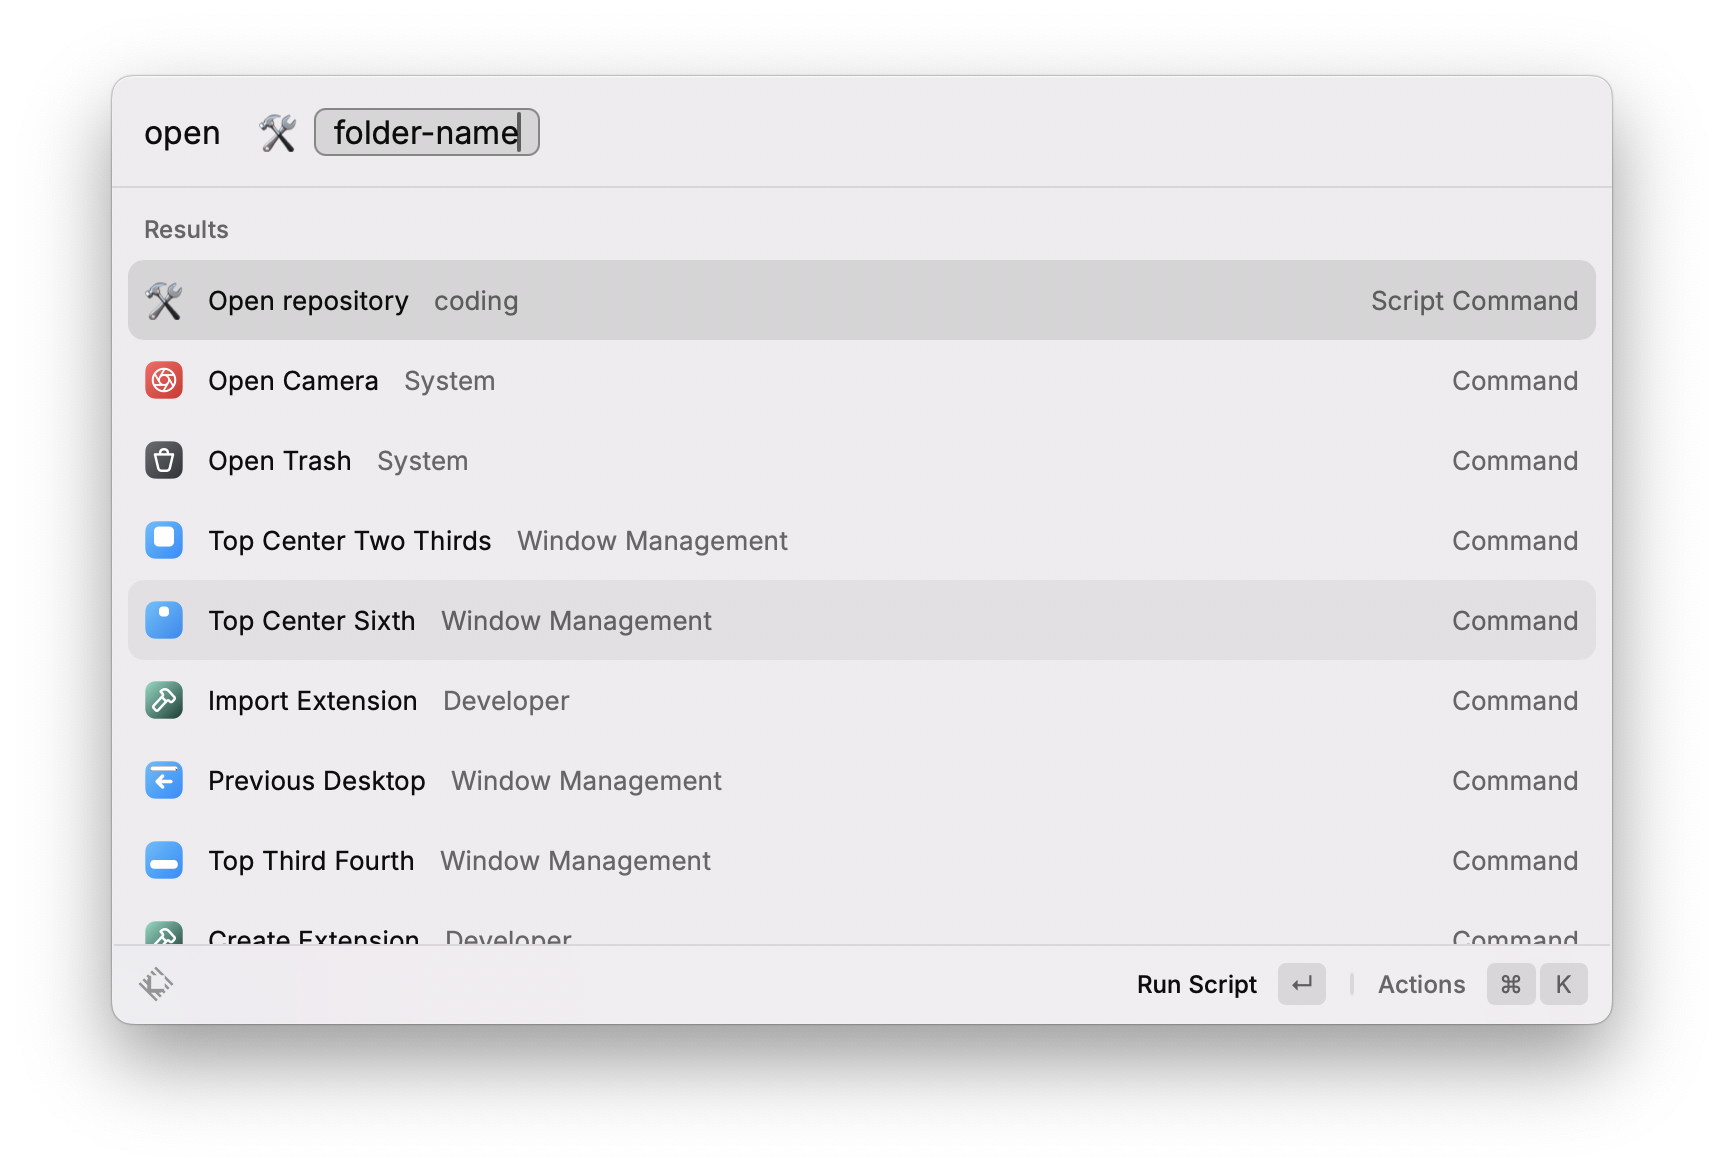 open folder-name
Results
Open repository coding Script Command
Open Camera System Command
Open Trash System Command
Top Center Two Thirds Window Management Command
Top Center Sixth Window Management Command
Import Extension Developer Command
Previous Desktop Window Management Command
Top Third Fourth Window Management Command
Create Extension Developer Command
Run Script ↵ Actions ⌘ K